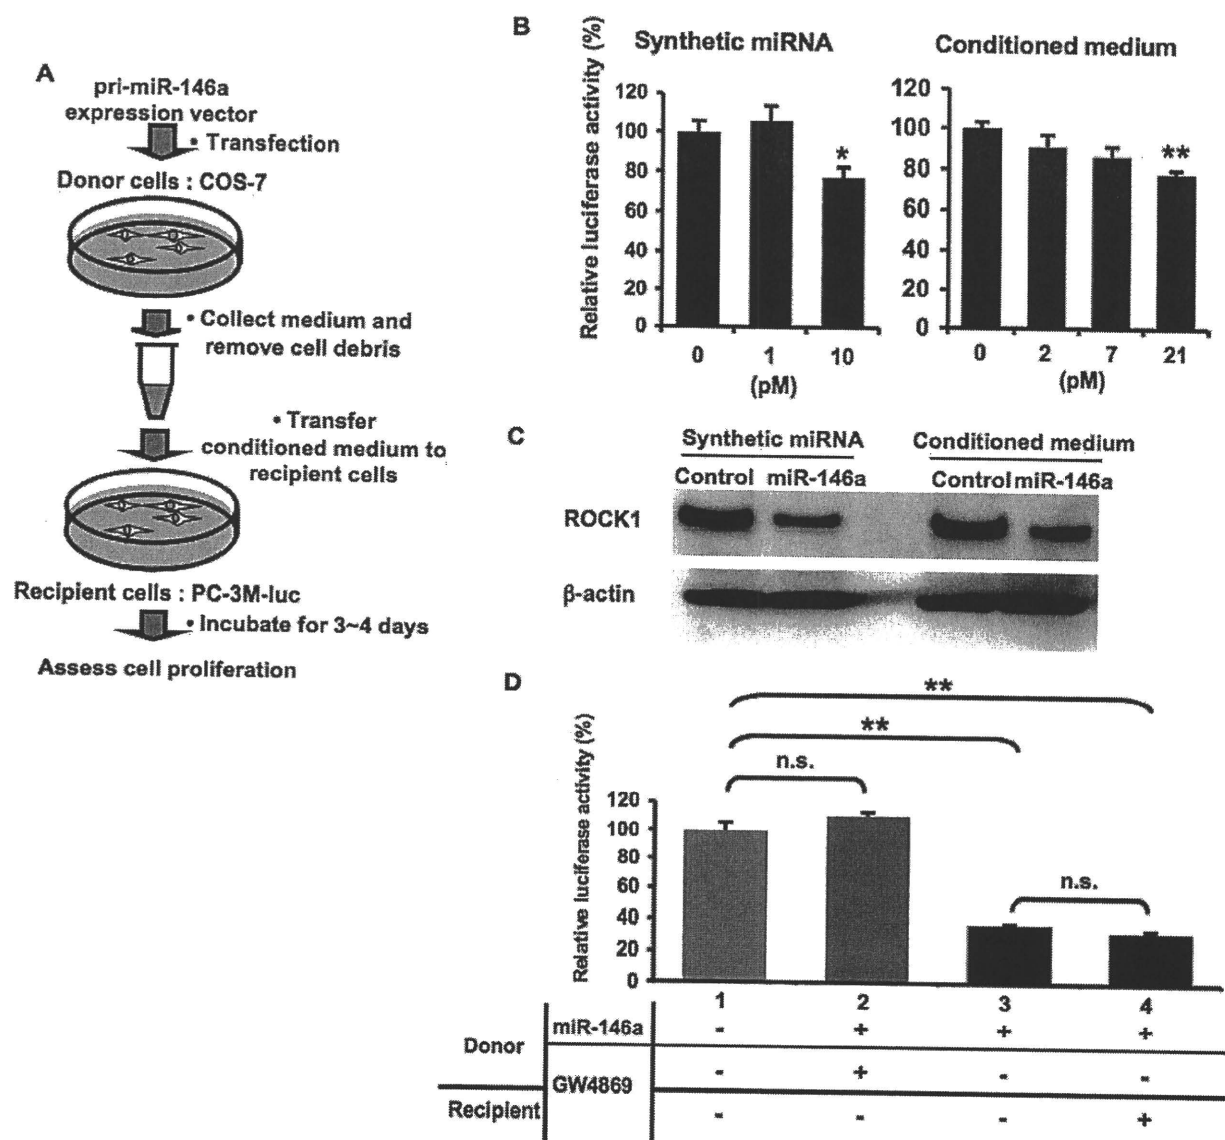 A
pri-miR-146a
expression vector
• Transfection
Donor cells : COS-7
• Collect medium and
remove cell debris
• Transfer
conditioned medium to
recipient cells
Recipient cells : PC-3M-luc
• Incubate for 3~4 days
Assess cell proliferation
B
Synthetic miRNA
Relative luciferase activity (%)
120
100
80
60
40
20
0
*
0 1 10
(pM)
Conditioned medium
120
100
80
60
40
20
0
**
0 2 7 21
(pM)
C
Synthetic miRNA Conditioned medium
Control miR-146a Control miR-146a
ROCK1
β-actin
D
**
**
n.s.
n.s.
Relative luciferase activity (%)
120
100
80
60
40
20
0
1 2 3 4
Donor miR-146a - + + +
GW4869 - + - -
Recipient - - - +